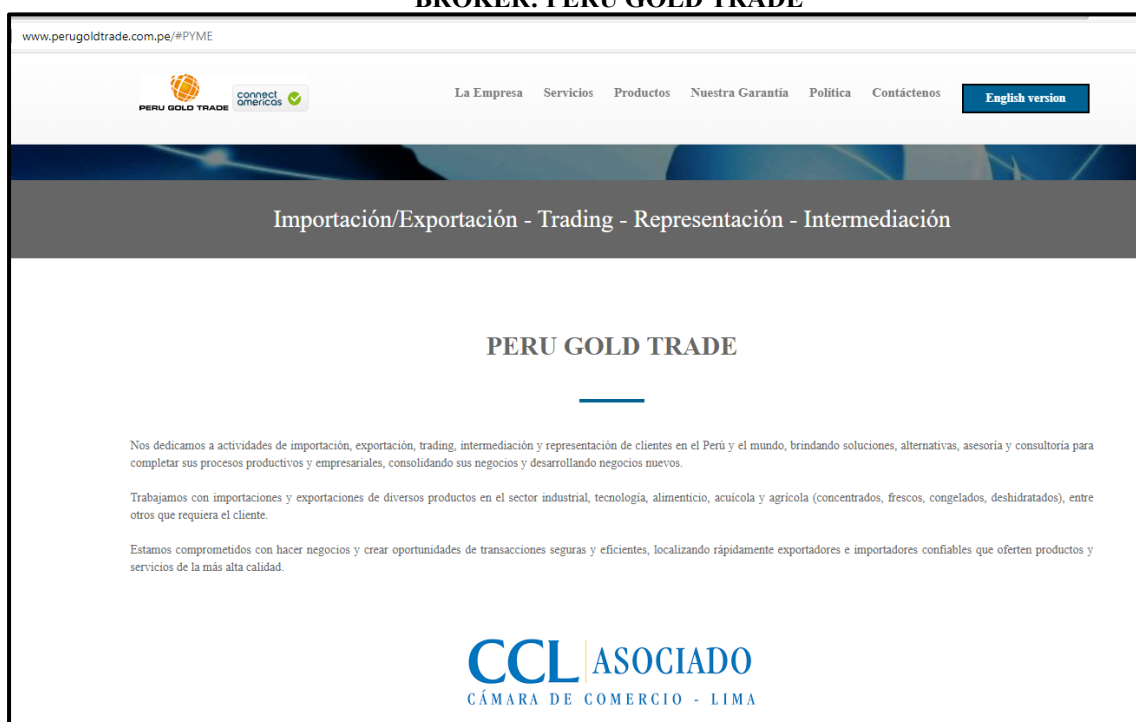 BROKER: PERU GOLD TRADE
www.perugoldtrade.com.pe/#PYME
PERU GOLD TRADE
connect
americas
La Empresa Servicios Productos Nuestra Garantía Política Contáctenos English version
Importación/Exportación - Trading - Representación - Intermediación
PERU GOLD TRADE
Nos dedicamos a actividades de importación, exportación, trading, intermediación y representación de clientes en el Perú y el mundo, brindando soluciones, alternativas, asesoría y consultoría para
completar sus procesos productivos y empresariales, consolidando sus negocios y desarrollando negocios nuevos.
Trabajamos con importaciones y exportaciones de diversos productos en el sector industrial, tecnología, alimenticio, acuícola y agrícola (concentrados, frescos, congelados, deshidratados), entre
otros que requiera el cliente.
Estamos comprometidos con hacer negocios y crear oportunidades de transacciones seguras y eficientes, localizando rápidamente exportadores e importadores confiables que oferten productos y
servicios de la más alta calidad.
CCL ASOCIADO
CÁMARA DE COMERCIO - LIMA